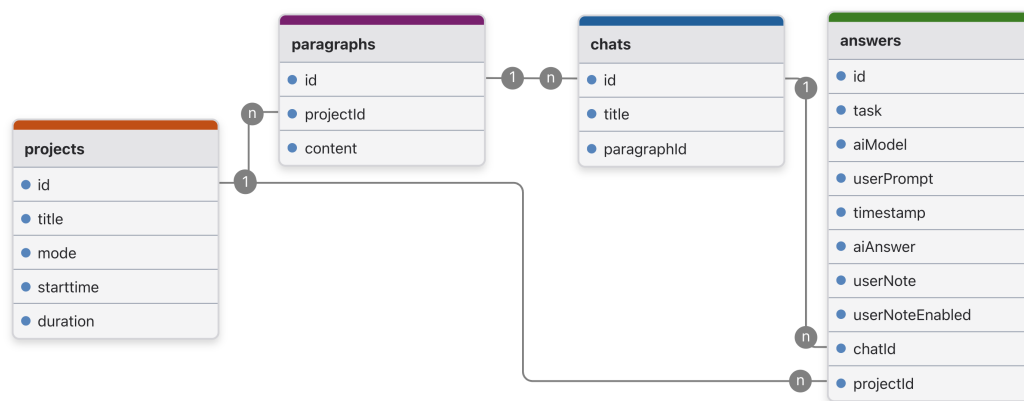 projects
id
title
mode
starttime
duration
paragraphs
id
projectId
content
chats
id
title
paragraphId
answers
id
task
aiModel
userPrompt
timestamp
aiAnswer
userNote
userNoteEnabled
chatId
projectId
n
1
1
n
1
n
n